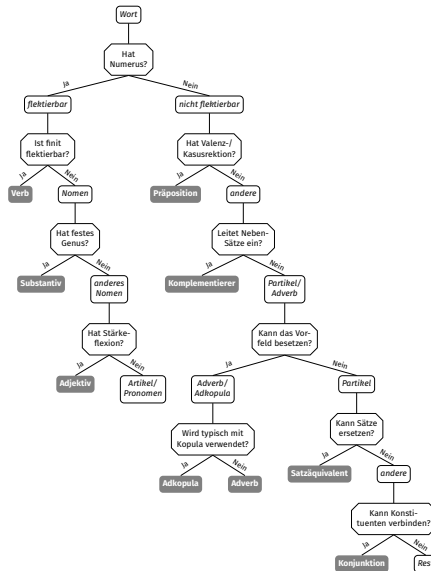 Wort
Hat
Numerus?
Ja
Nein
flektierbar
nicht flektierbar
Ist finit
flektierbar?
Hat Valenz-/
Kasusrektion?
Ja
Nein
Ja
Nein
Verb
Nomen
Präposition
andere
Hat festes
Genus?
Leitet Neben-
Sätze ein?
Ja
Nein
Ja
Nein
Substantiv
anderes
Nomen
Komplementierer
Partikel/
Adverb
Hat Stärke-
flexion?
Kann das Vor-
feld besetzen?
Ja
Nein
Ja
Nein
Adjektiv
Artikel/
Pronomen
Adverb/
Adkopula
Partikel
Wird typisch mit
Kopula verwendet?
Kann Sätze
ersetzen?
Ja
Nein
Ja
Nein
Adkopula
Adverb
Satzäquivalent
andere
Kann Konsti-
tuenten verbinden?
Ja
Nein
Konjunktion
Res